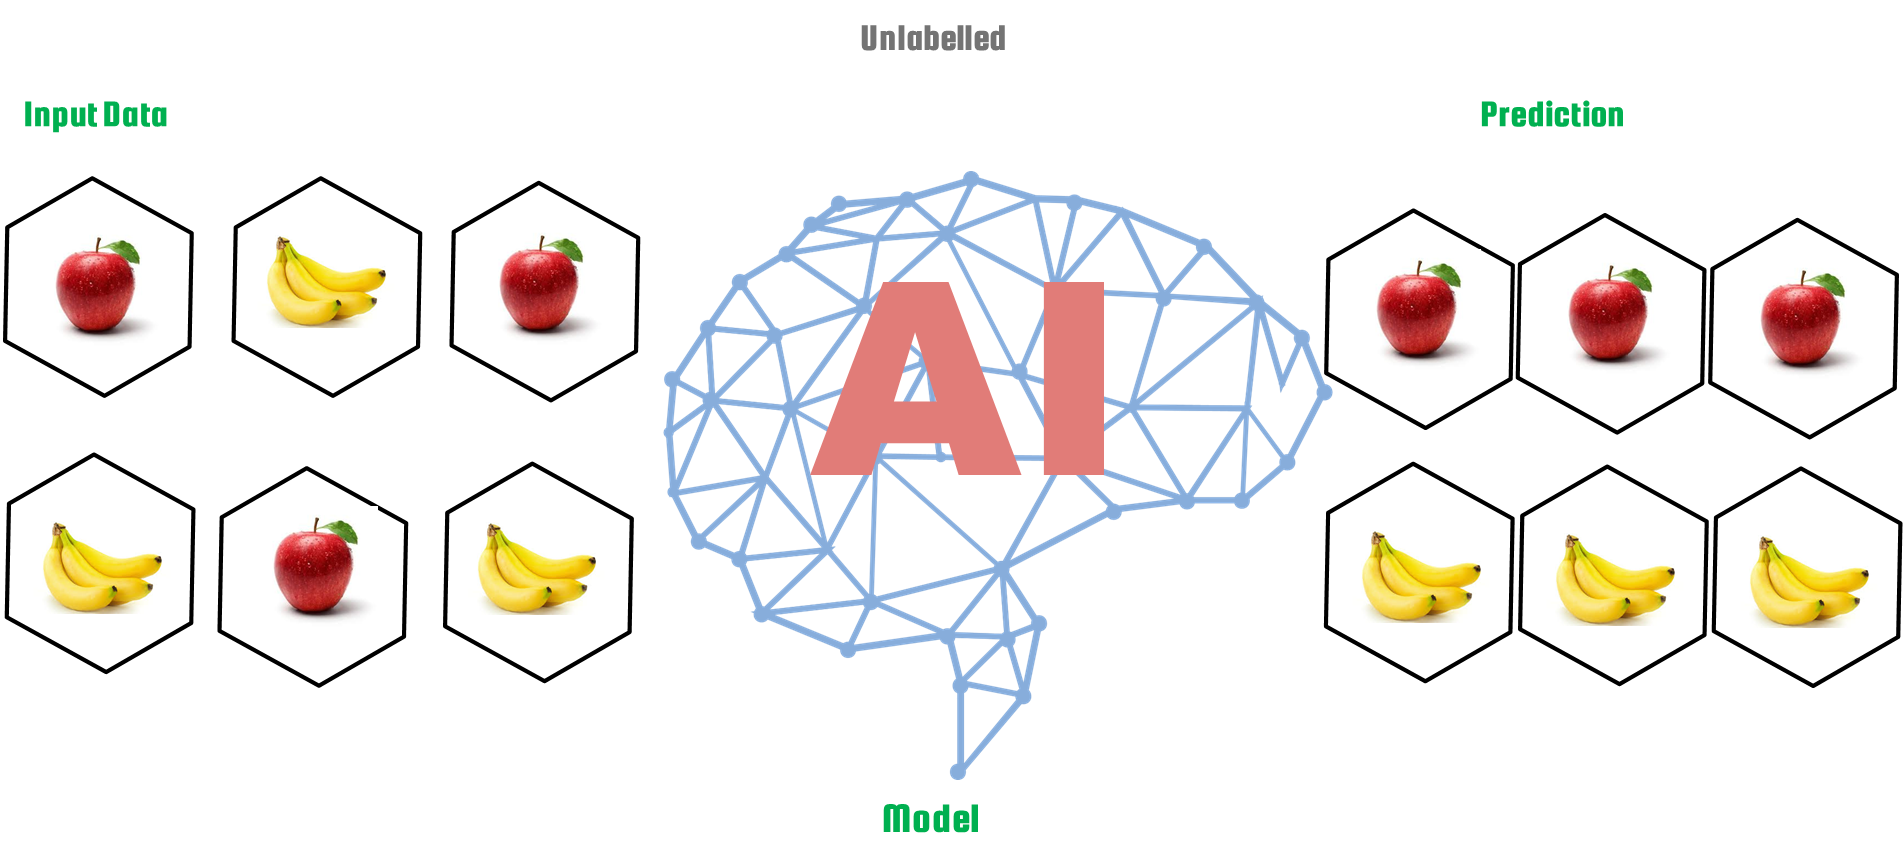 Unlabelled
Input Data
Prediction
AI
Model